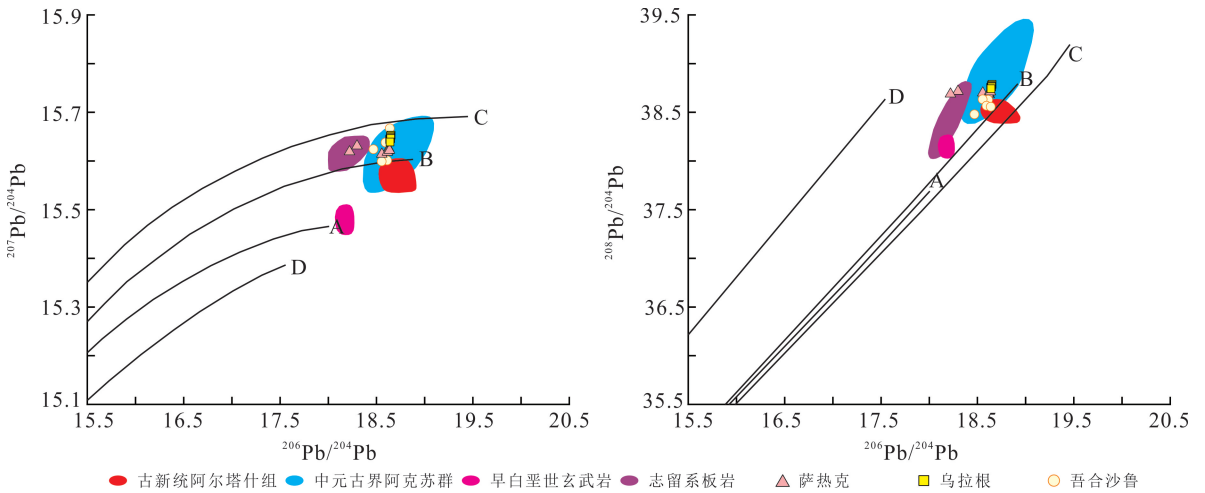 15.9
15.7
15.5
15.3
15.1
²⁰⁷Pb/²⁰⁴Pb
C
B
A
D
15.5 16.5 17.5 18.5 19.5 20.5
²⁰⁶Pb/²⁰⁴Pb
39.5
38.5
37.5
36.5
35.5
²⁰⁸Pb/²⁰⁴Pb
C
B
D
A
15.5 16.5 17.5 18.5 19.5 20.5
²⁰⁶Pb/²⁰⁴Pb
古新统阿尔塔什组 中元古界阿克苏群 早白垩世玄武岩 志留系板岩 萨热克 乌拉根 吾合沙鲁